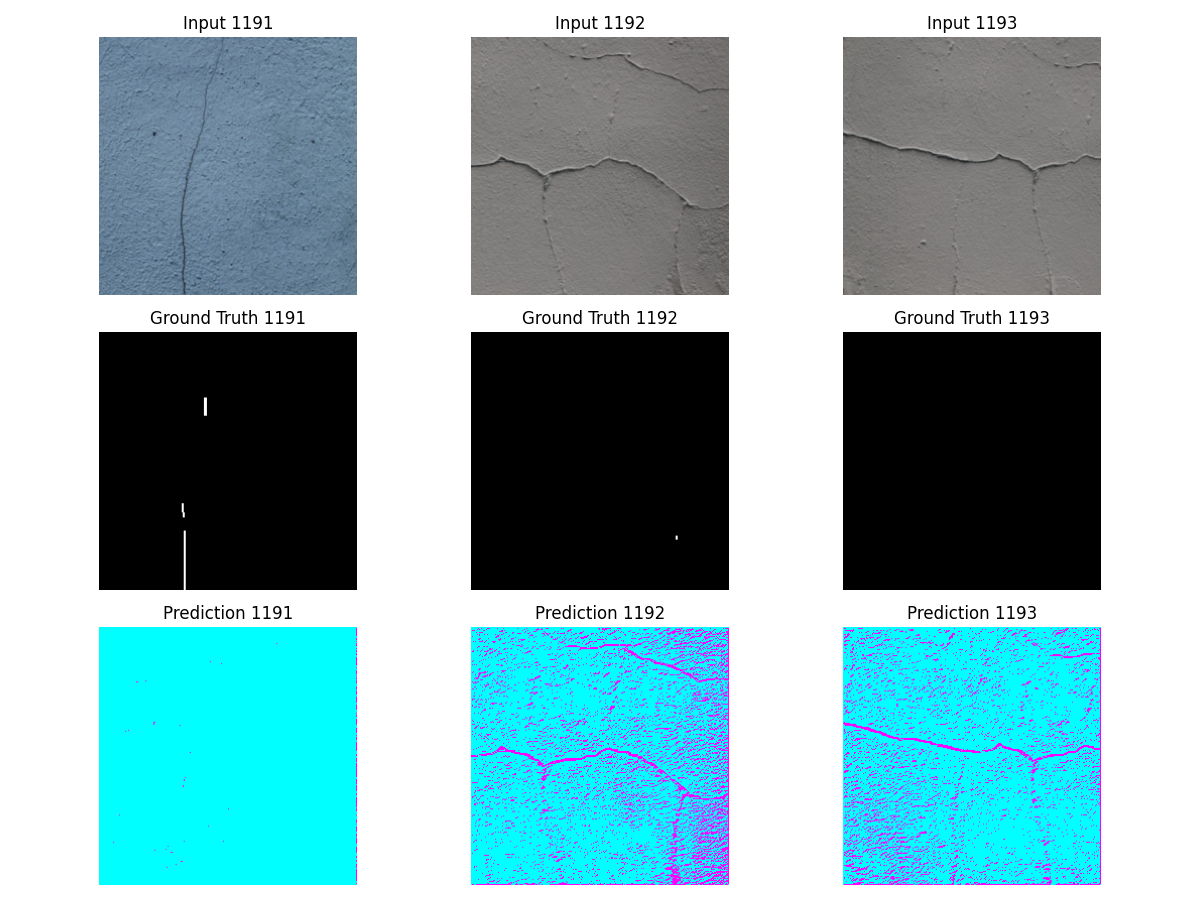 Input 1191
Input 1192
Input 1193
Ground Truth 1191
Ground Truth 1192
Ground Truth 1193
Prediction 1191
Prediction 1192
Prediction 1193